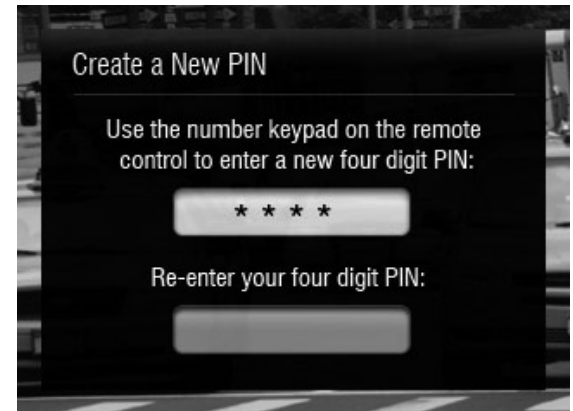 Create a New PIN
Use the number keypad on the remote
control to enter a new four digit PIN:
* * * *
Re-enter your four digit PIN: